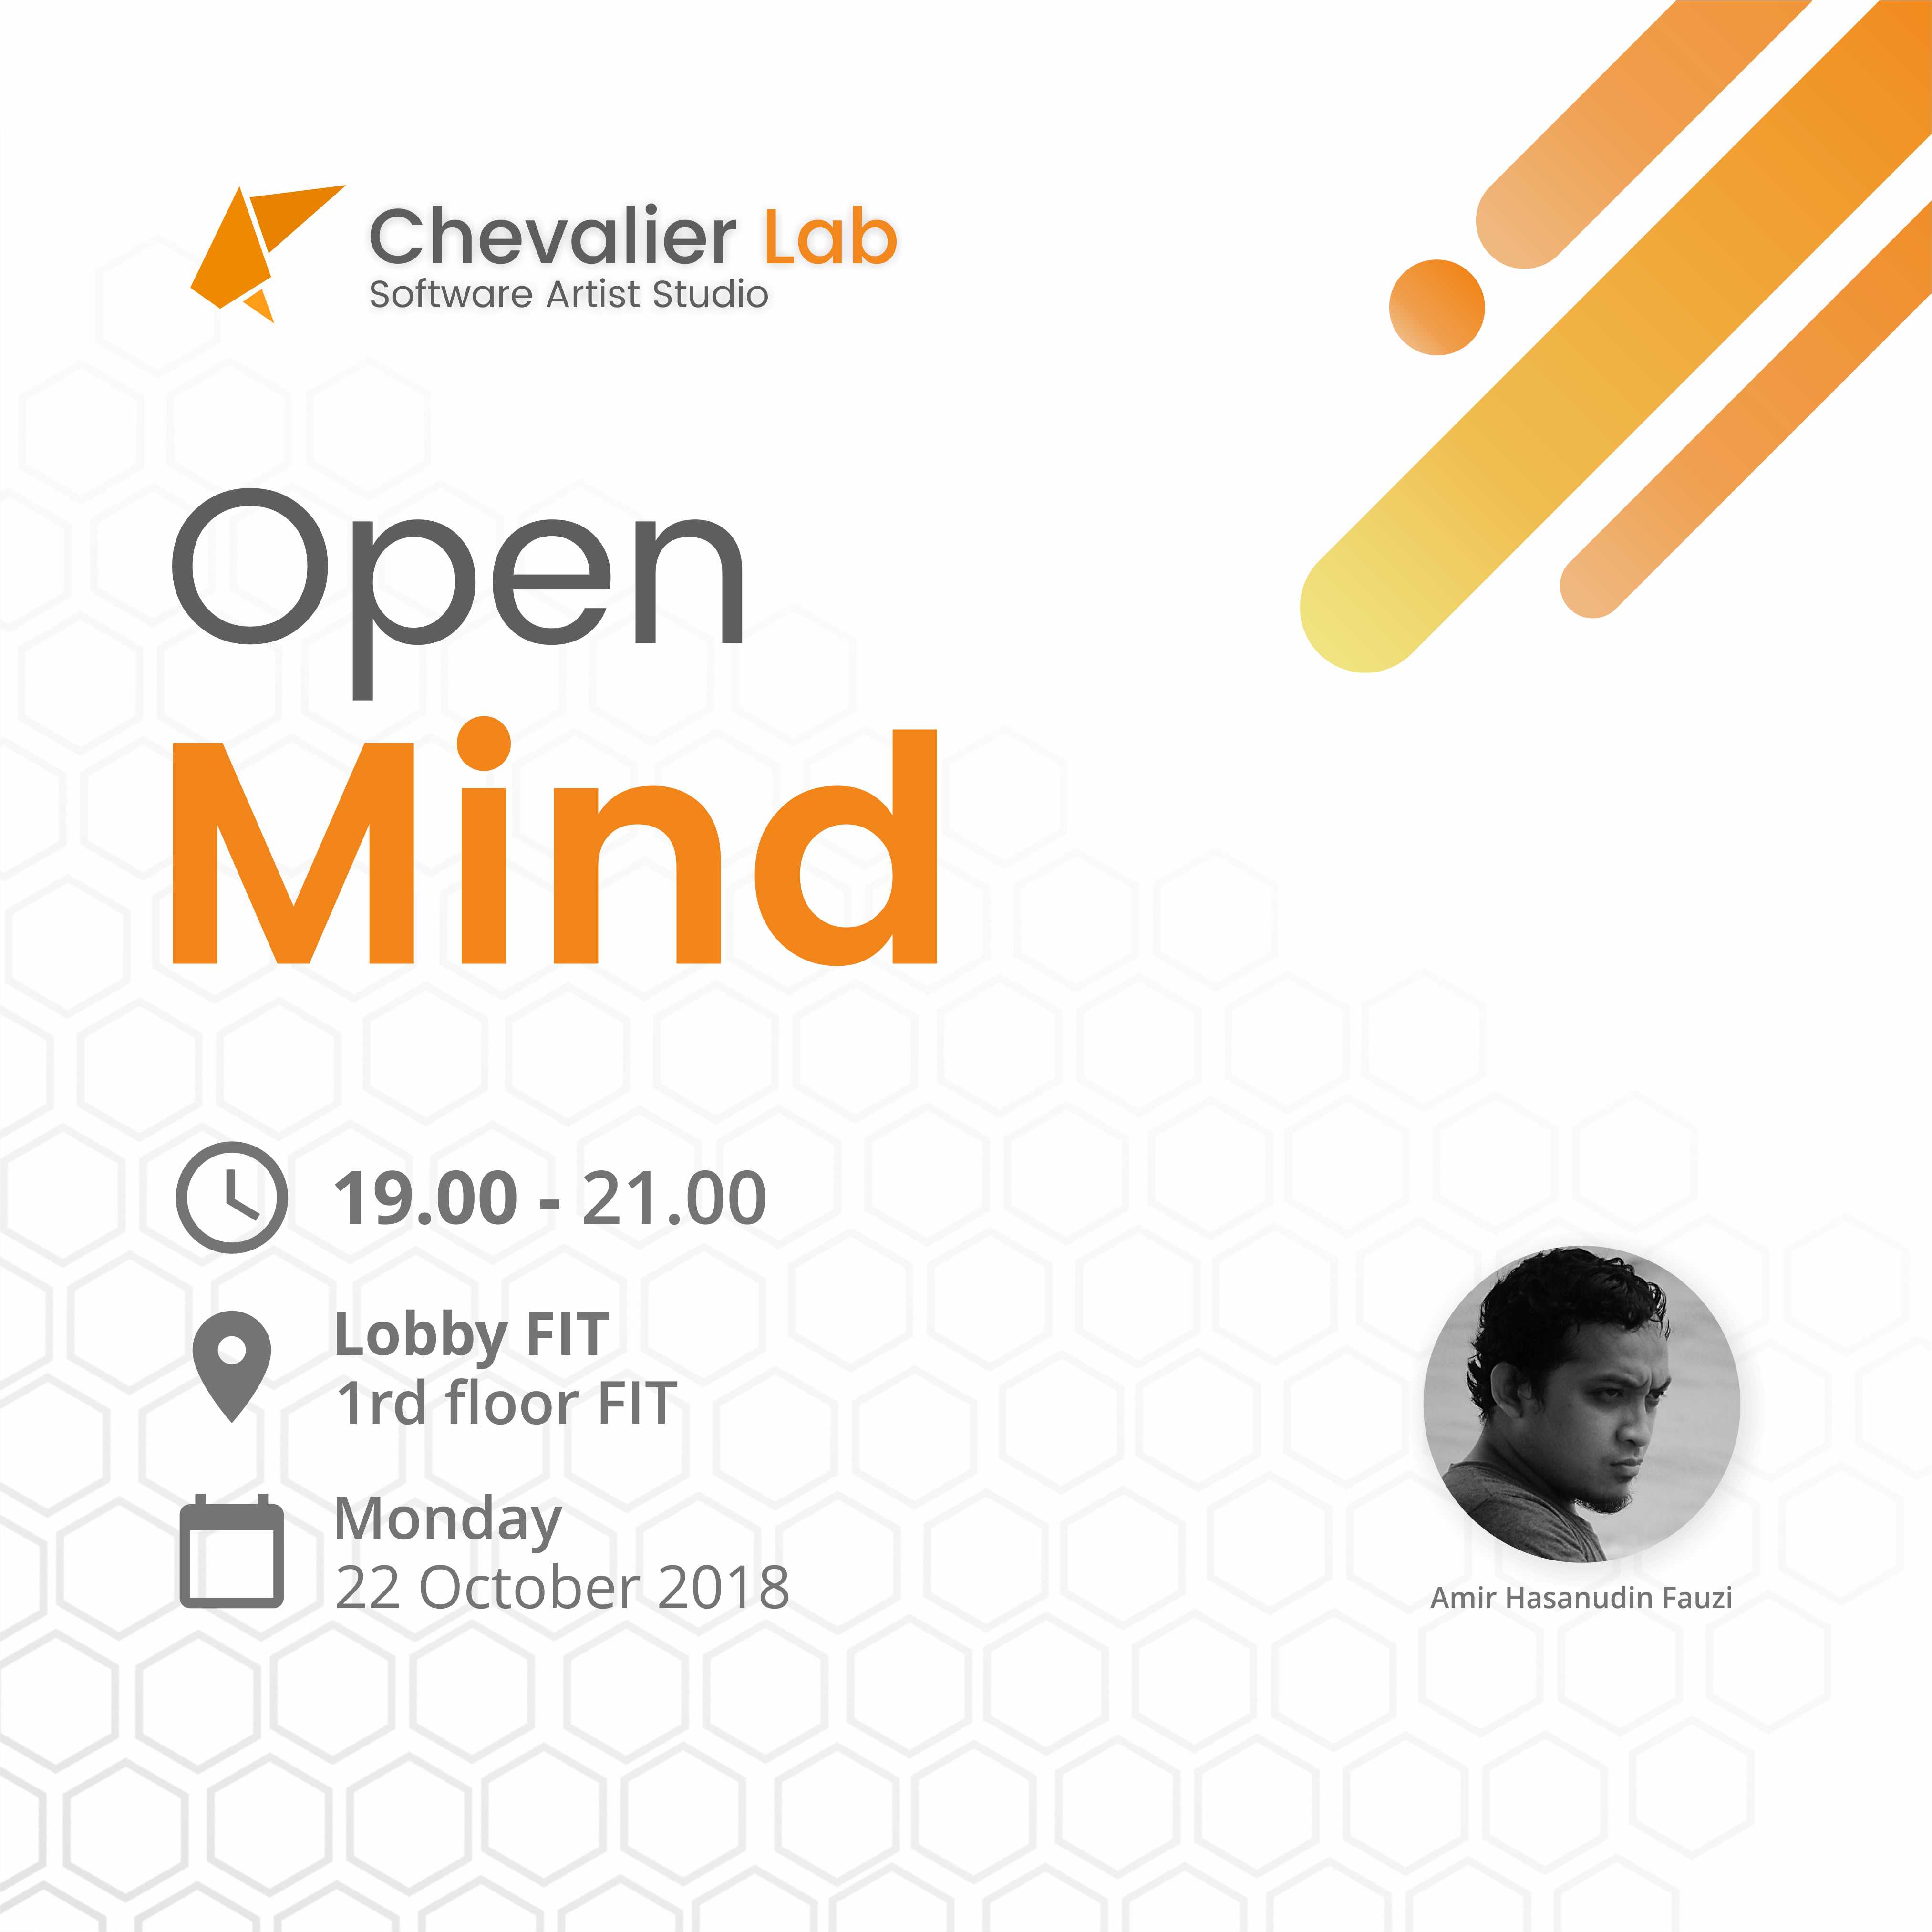 Chevalier Lab
Software Artist Studio
Open
Mind
19.00 - 21.00
Lobby FIT
1rd floor FIT
Monday
22 October 2018
Amir Hasanudin Fauzi